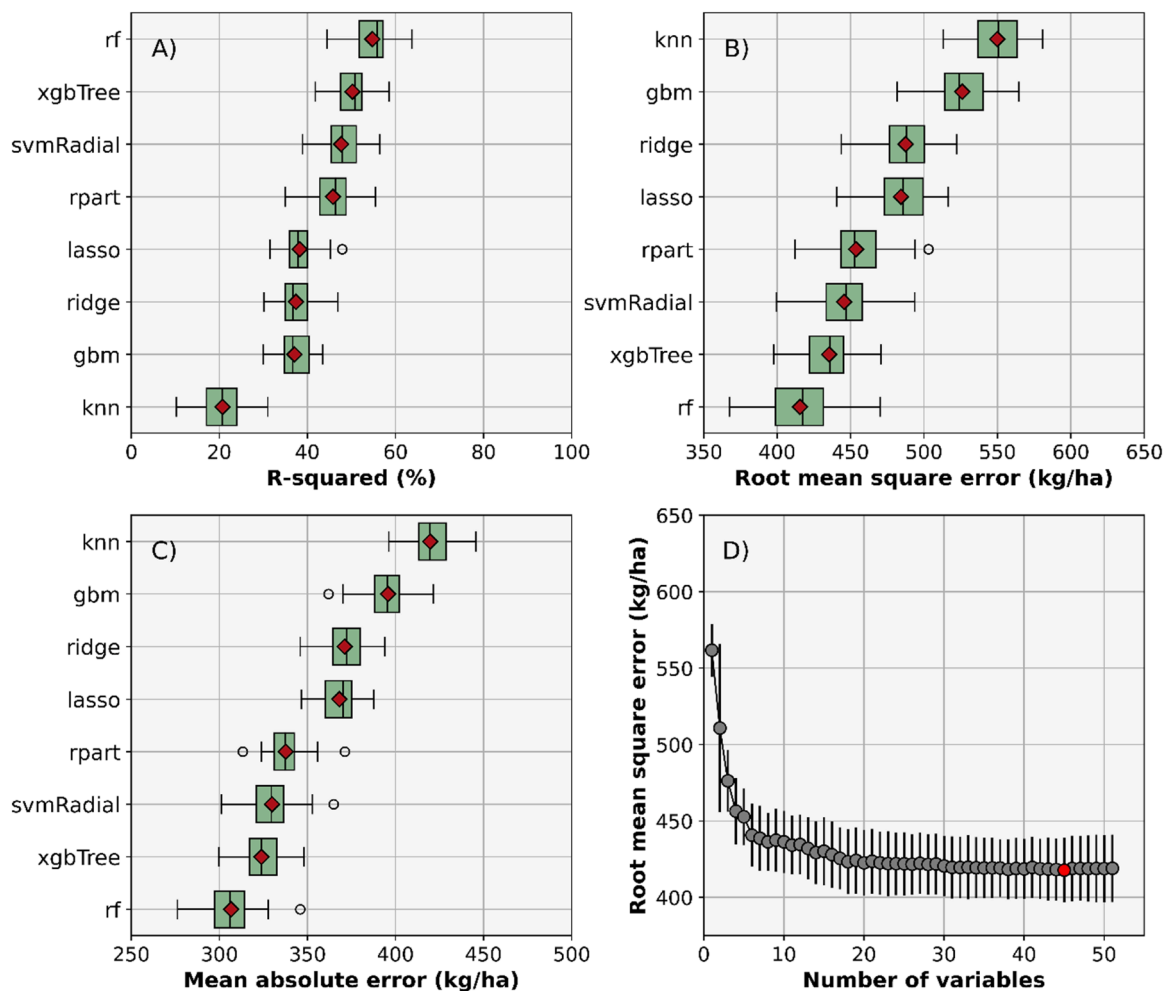 A)
rf
xgbTree
svmRadial
rpart
lasso
ridge
gbm
knn
0 20 40 60 80 100
R-squared (%)
B)
knn
gbm
ridge
lasso
rpart
svmRadial
xgbTree
rf
350 400 450 500 550 600 650
Root mean square error (kg/ha)
C)
knn
gbm
ridge
lasso
rpart
svmRadial
xgbTree
rf
250 300 350 400 450 500
Mean absolute error (kg/ha)
D)
Root mean square error (kg/ha)
650
600
550
500
450
400
0 10 20 30 40 50
Number of variables